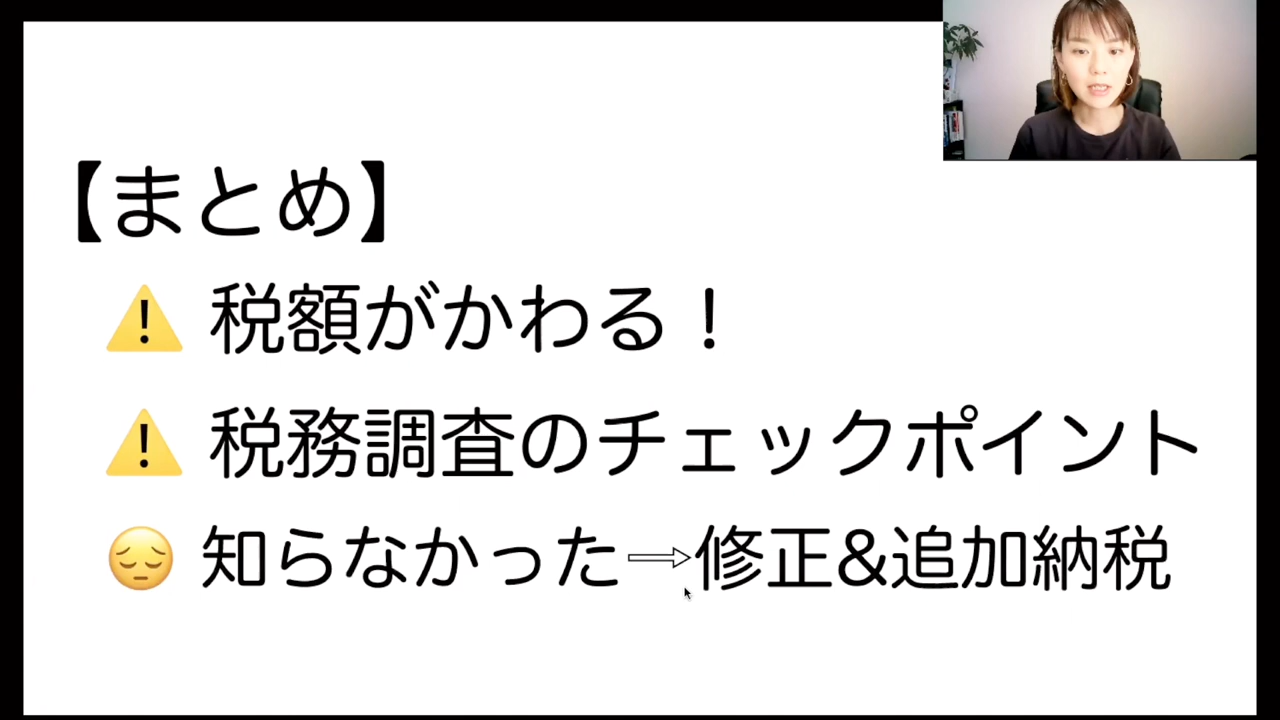 【まとめ】
⚠️ 税額がかわる！
⚠️ 税務調査のチェックポイント
😔 知らなかった⇨修正&追加納税